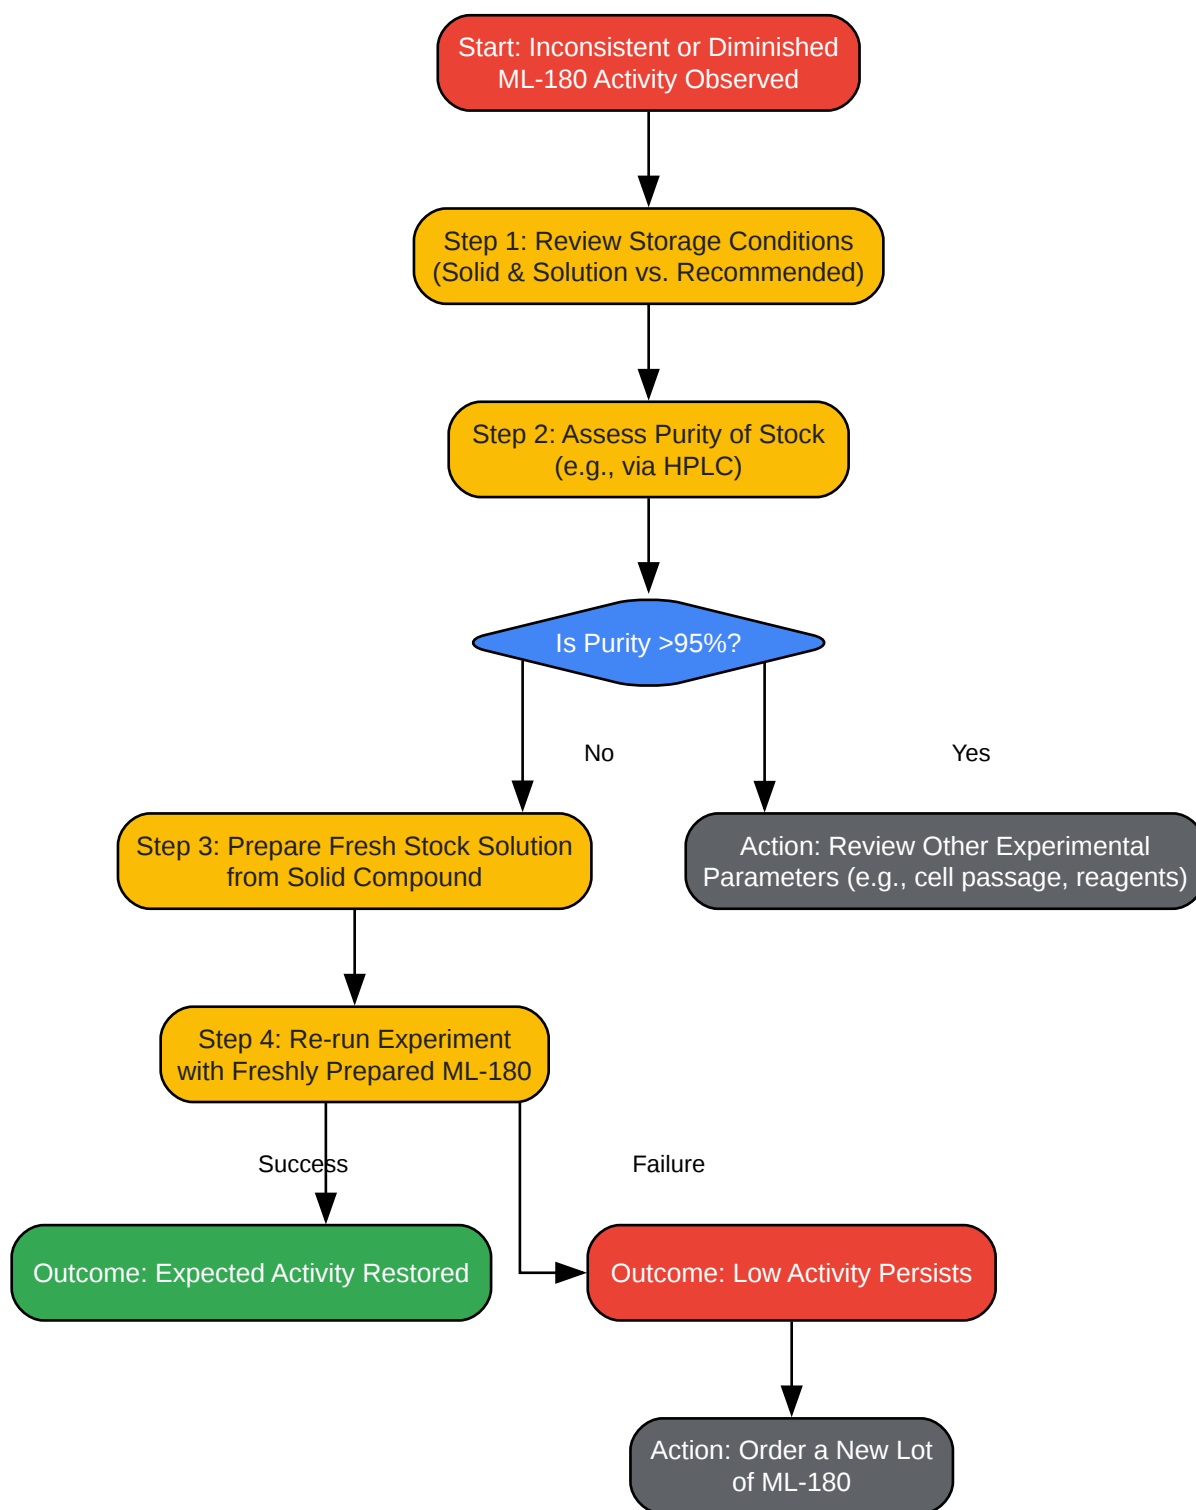 Start: Inconsistent or Diminished
ML-180 Activity Observed
Step 1: Review Storage Conditions
(Solid & Solution vs. Recommended)
Step 2: Assess Purity of Stock
(e.g., via HPLC)
Is Purity >95%?
No
Yes
Step 3: Prepare Fresh Stock Solution
from Solid Compound
Action: Review Other Experimental
Parameters (e.g., cell passage, reagents)
Step 4: Re-run Experiment
with Freshly Prepared ML-180
Success
Failure
Outcome: Expected Activity Restored
Outcome: Low Activity Persists
Action: Order a New Lot
of ML-180